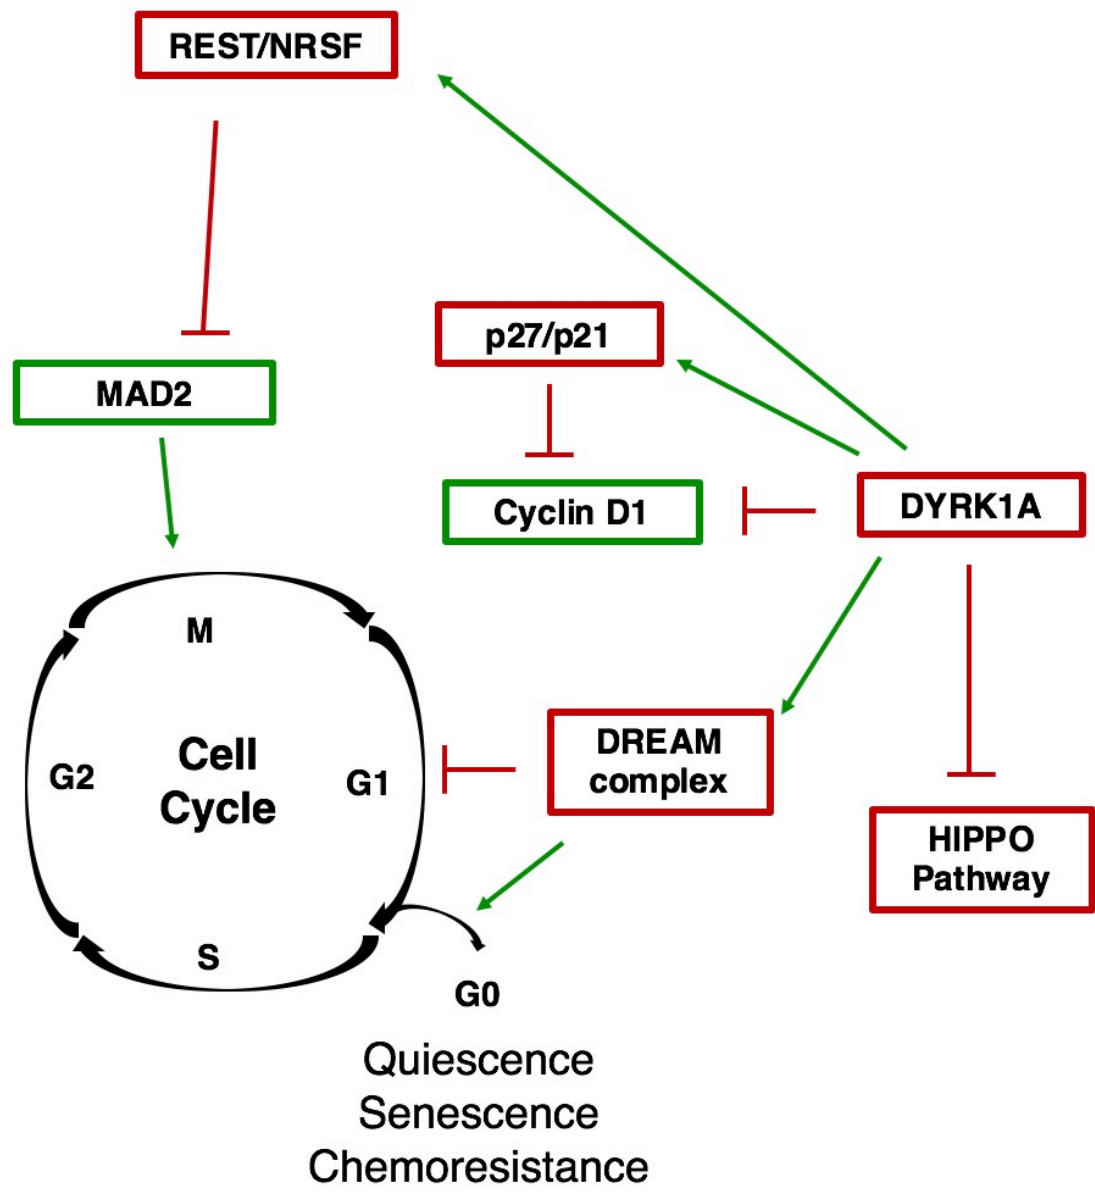 REST/NRSF
p27/p21
MAD2
Cyclin D1
DYRK1A
M
DREAM
complex
Cell
Cycle
G2
G1
HIPPO
Pathway
S
G0
Quiescence
Senescence
Chemoresistance